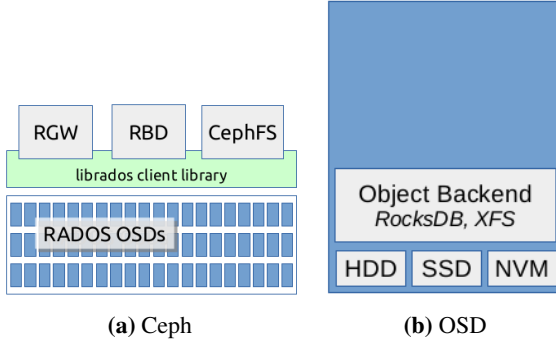 RGW RBD CephFS
librados client library
RADOS OSDs
(a) Ceph
Object Backend
RocksDB, XFS
HDD SSD NVM
(b) OSD